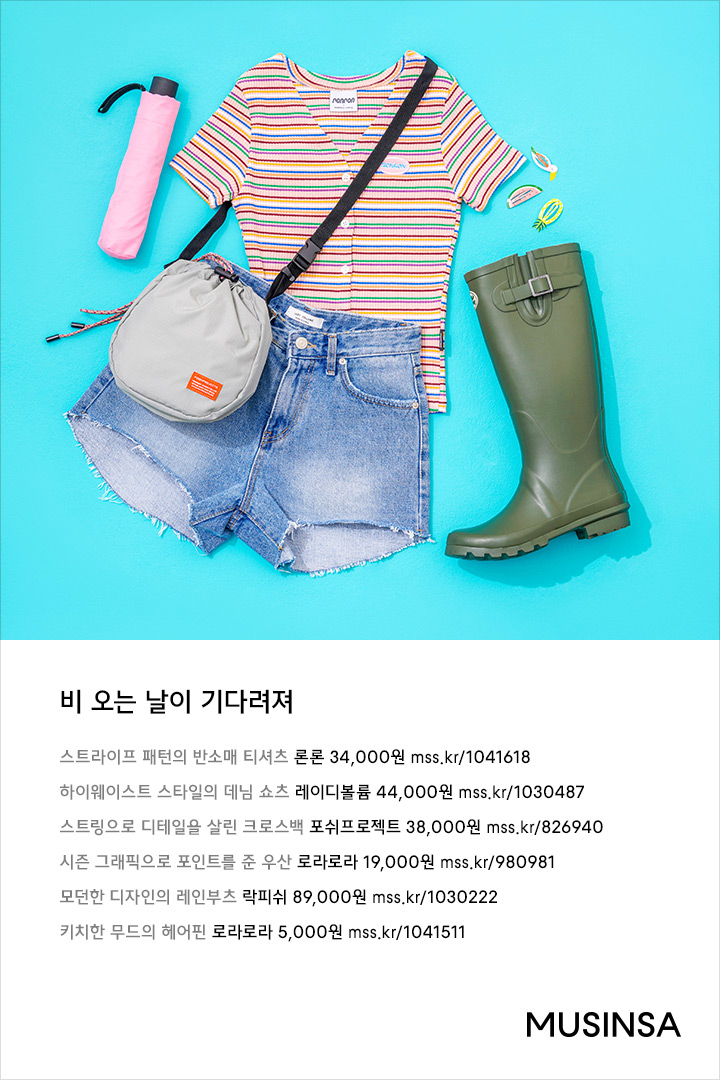 RONRON
RONRON
비 오는 날이 기다려져
스트라이프 패턴의 반소매 티셔츠 론론 34,000원 mss.kr/1041618
하이웨이스트 스타일의 데님 쇼츠 레이디볼륨 44,000원 mss.kr/1030487
스트링으로 디테일을 살린 크로스백 포쉬프로젝트 38,000원 mss.kr/826940
시즌 그래픽으로 포인트를 준 우산 로라로라 19,000원 mss.kr/980981
모던한 디자인의 레인부츠 락피쉬 89,000원 mss.kr/1030222
키치한 무드의 헤어핀 로라로라 5,000원 mss.kr/1041511
MUSINSA